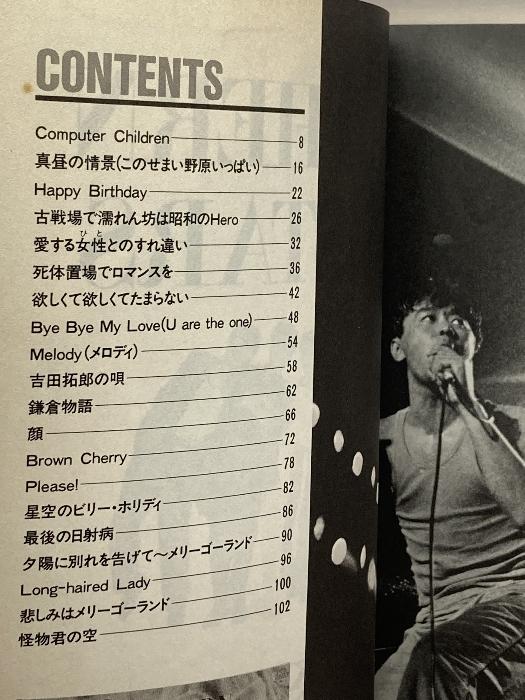 CONTENTS
Computer Children 8
真昼の情景(このせまい野原いっぱい) 16
Happy Birthday 22
古戦場で濡れん坊は昭和のHero 26
愛する女性とのすれ違い 32
死体置場でロマンスを 36
欲しくて欲しくてたまらない 42
Bye Bye My Love(U are the one) 48
Melody(メロディ) 54
吉田拓郎の唄 58
鎌倉物語 62
顔 66
Brown Cherry 72
Please! 78
星空のビリー・ホリディ 82
最後の日射病 86
夕陽に別れを告げて〜メリーゴーランド 90
Long-haired Lady 96
悲しみはメリーゴーランド 100
怪物君の空 102